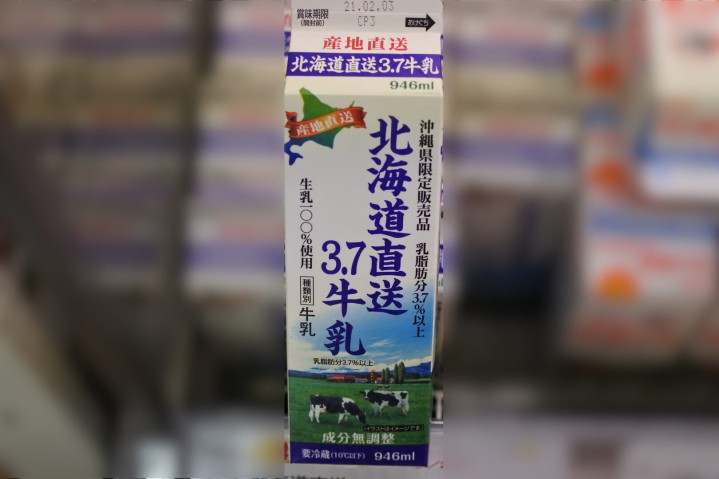 賞味期限
(開封前)
21.02.03
CP3
あけぐち
産地直送
北海道直送3.7牛乳
946ml
産地直送
沖縄県限定販売品 乳脂肪分3.7%以上
北海道直送
3.7牛乳
生乳一〇〇%使用
種類別 牛乳
乳脂肪分3.7%以上
(イラストはイメージです)
成分無調整
要冷蔵(10℃以下) 946ml